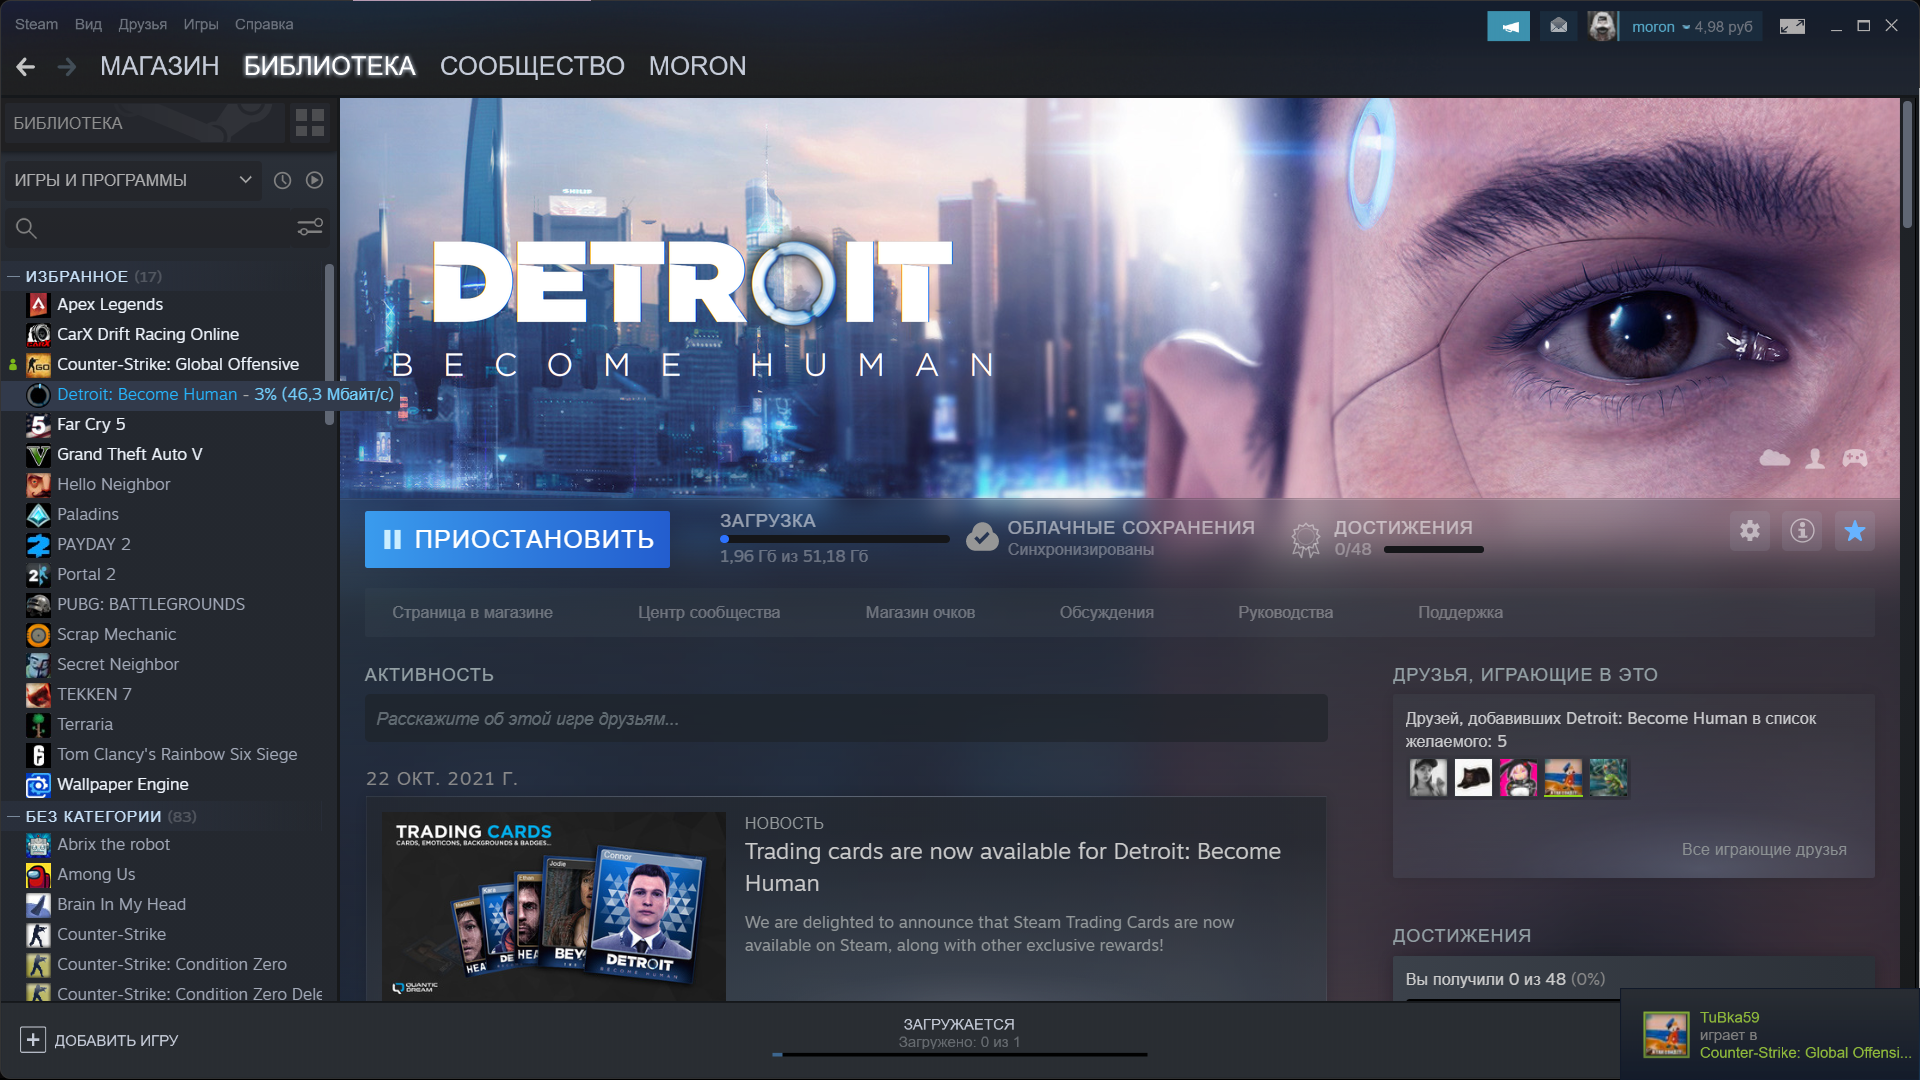 Steam Вид Друзья Игры Справка
moron 4,98 руб
МАГАЗИН БИБЛИОТЕКА СООБЩЕСТВО MORON
БИБЛИОТЕКА
ИГРЫ И ПРОГРАММЫ
ИЗБРАННОЕ (17)
Apex Legends
CarX Drift Racing Online
Counter-Strike: Global Offensive
Detroit: Become Human - 3% (46,3 Мбайт/с)
Far Cry 5
Grand Theft Auto V
Hello Neighbor
Paladins
PAYDAY 2
Portal 2
PUBG: BATTLEGROUNDS
Scrap Mechanic
Secret Neighbor
TEKKEN 7
Terraria
Tom Clancy's Rainbow Six Siege
Wallpaper Engine
БЕЗ КАТЕГОРИИ (83)
Abrix the robot
Among Us
Brain In My Head
Counter-Strike
Counter-Strike: Condition Zero
Counter-Strike: Condition Zero Dele
ДОБАВИТЬ ИГРУ
DETROIT
BECOME HUMAN
ПРИОСТАНОВИТЬ
ЗАГРУЗКА
1,96 Гб из 51,18 Гб
ОБЛАЧНЫЕ СОХРАНЕНИЯ
Синхронизированы
ДОСТИЖЕНИЯ
0/48
Страница в магазине Центр сообщества Магазин очков Обсуждения Руководства Поддержка
АКТИВНОСТЬ
Расскажите об этой игре друзьям...
22 ОКТ. 2021 Г.
TRADING CARDS
CARDS, EMOTICONS, BACKGROUNDS & BADGES...
Kara
Jodie
Connor
DETROIT
BECOME HUMAN
QUANTIC DREAM
НОВОСТЬ
Trading cards are now available for Detroit: Become
Human
We are delighted to announce that Steam Trading Cards are now
available on Steam, along with other exclusive rewards!
ДРУЗЬЯ, ИГРАЮЩИЕ В ЭТО
Друзей, добавивших Detroit: Become Human в список
желаемого: 5
Все играющие друзья
ДОСТИЖЕНИЯ
Вы получили 0 из 48 (0%)
ЗАГРУЖАЕТСЯ
Загружено: 0 из 1
TuBka59
играет в
Counter-Strike: Global Offensi...